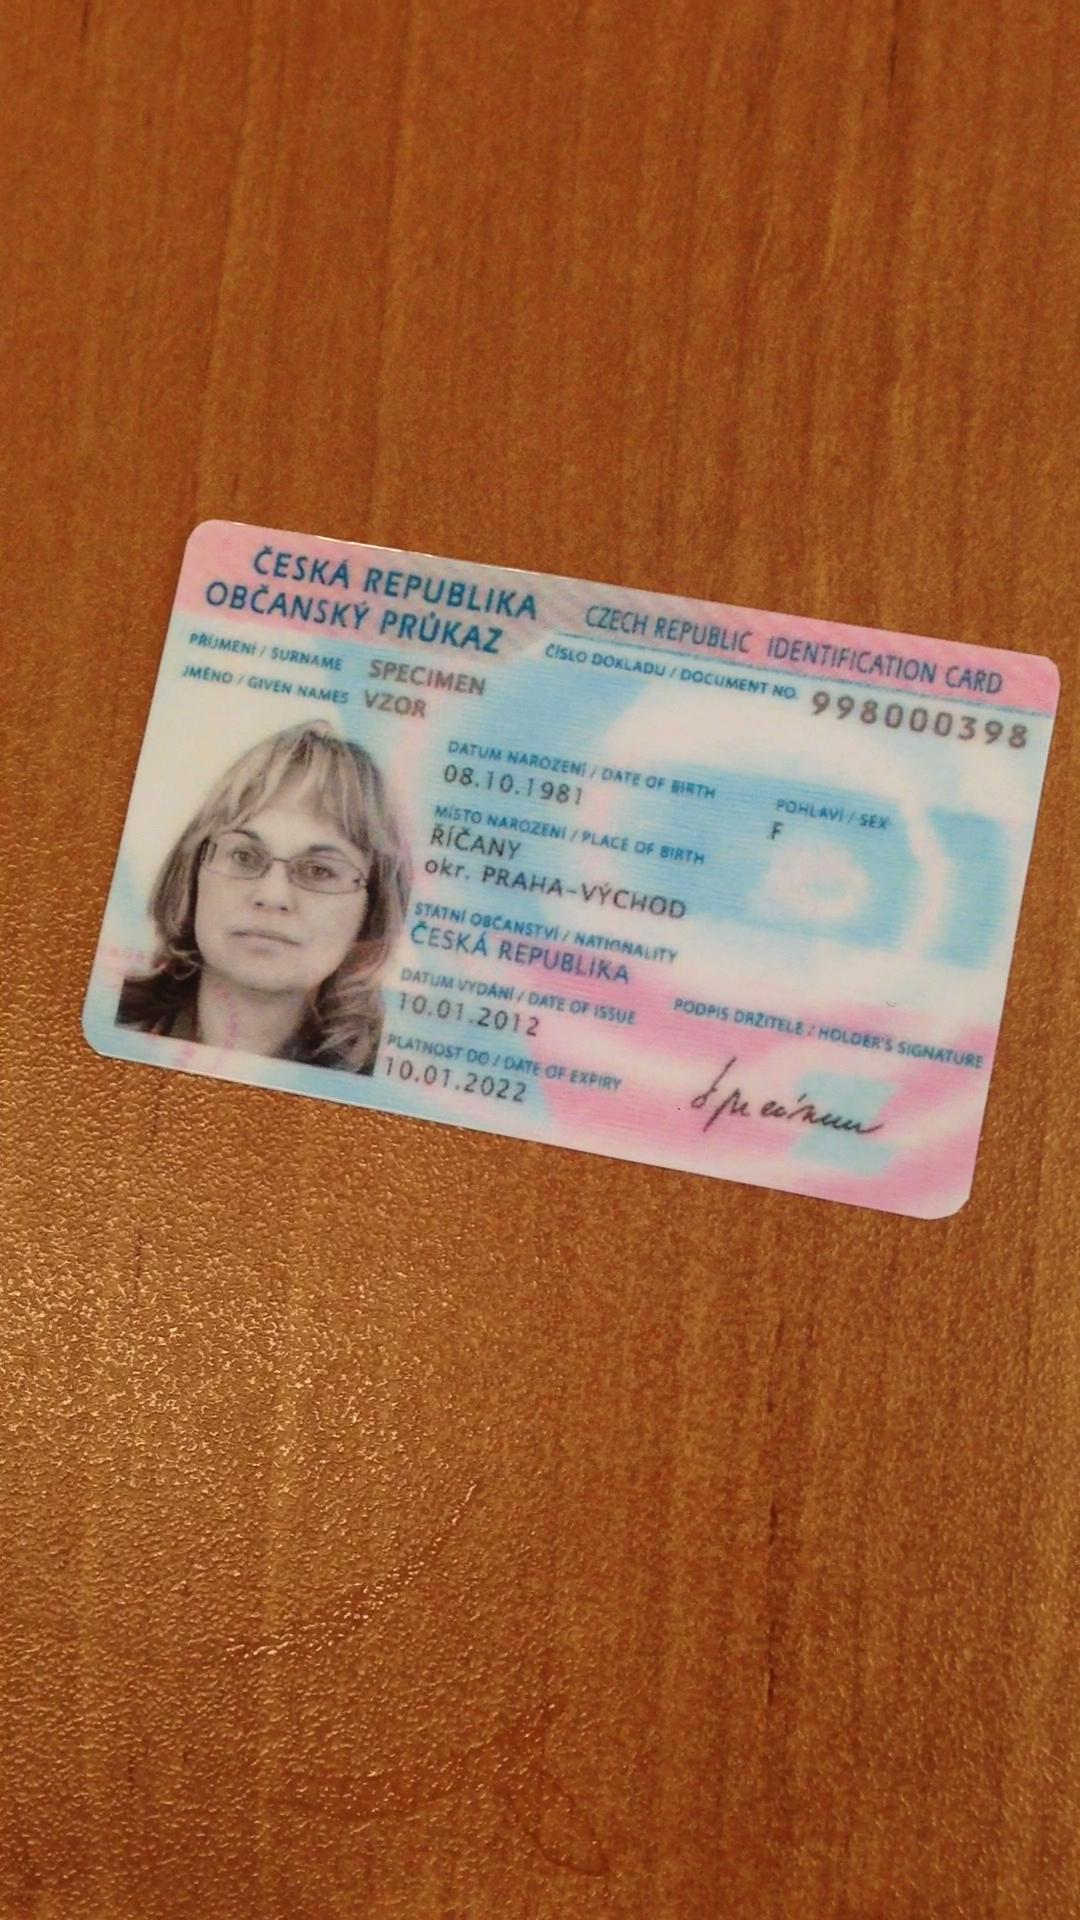 ČESKÁ REPUBLIKA
OBČANSKÝ PRŮKAZ
CZECH REPUBLIC IDENTIFICATION CARD
PŘÍJMENÍ / SURNAME SPECIMEN
JMÉNO / GIVEN NAMES VZOR
ČÍSLO DOKLADU / DOCUMENT NO. 998000398
DATUM NAROZENÍ / DATE OF BIRTH
08.10.1981
POHLAVÍ / SEX
F
MÍSTO NAROZENÍ / PLACE OF BIRTH
ŘÍČANY
okr. PRAHA-VÝCHOD
STÁTNÍ OBČANSTVÍ / NATIONALITY
ČESKÁ REPUBLIKA
DATUM VYDÁNÍ / DATE OF ISSUE
10.01.2012
PLATNOST DO / DATE OF EXPIRY
10.01.2022
PODPIS DRŽITELE / HOLDER'S SIGNATURE
Specimen